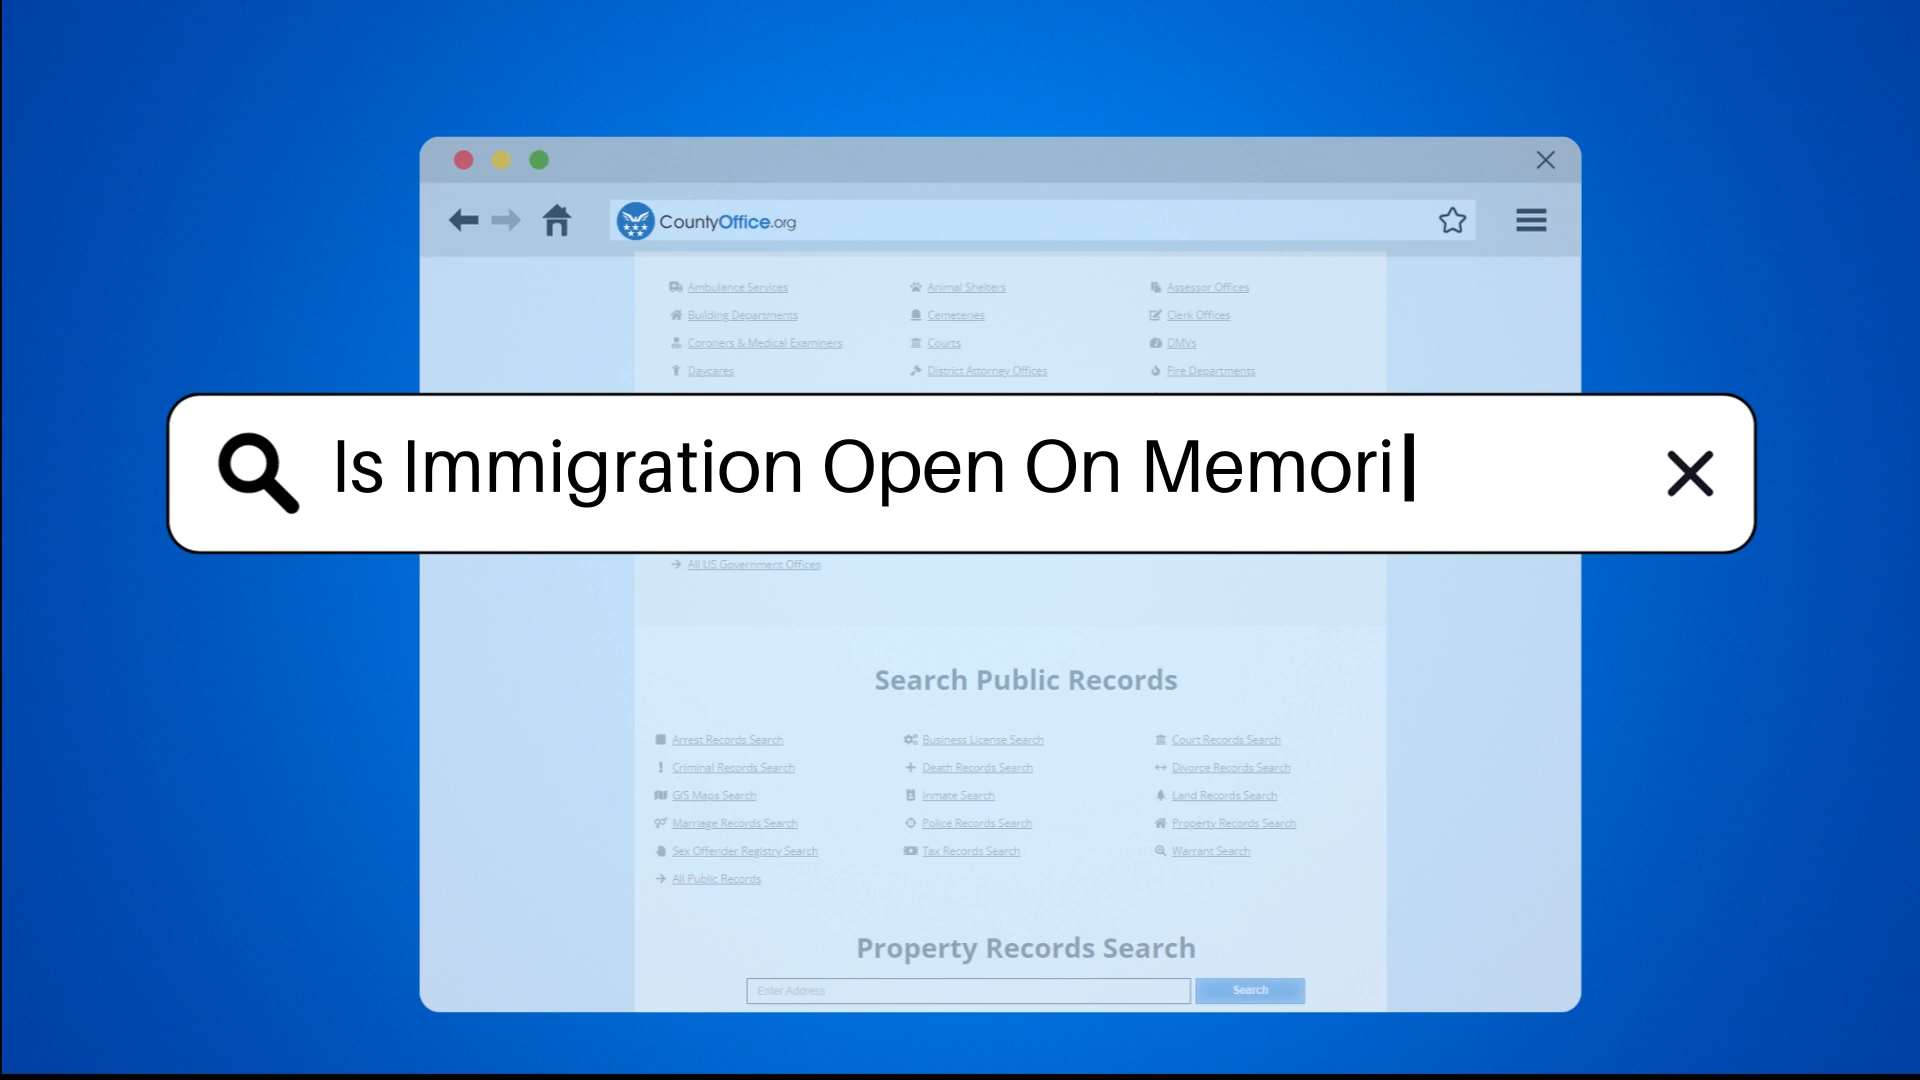 CountyOffice.org
Ambulance Services Animal Shelters Assessor Offices
Building Departments Cemeteries Clerk Offices
Coroners & Medical Examiners Courts DMVs
Daycares District Attorney Offices Fire Departments
Is Immigration Open On Memori
All US Government Offices
Search Public Records
Arrest Records Search Business License Search Court Records Search
Criminal Records Search Death Records Search Divorce Records Search
GIS Maps Search Inmate Search Land Records Search
Marriage Records Search Police Records Search Property Records Search
Sex Offender Registry Search Tax Records Search Warrant Search
All Public Records
Property Records Search
Enter Address Search